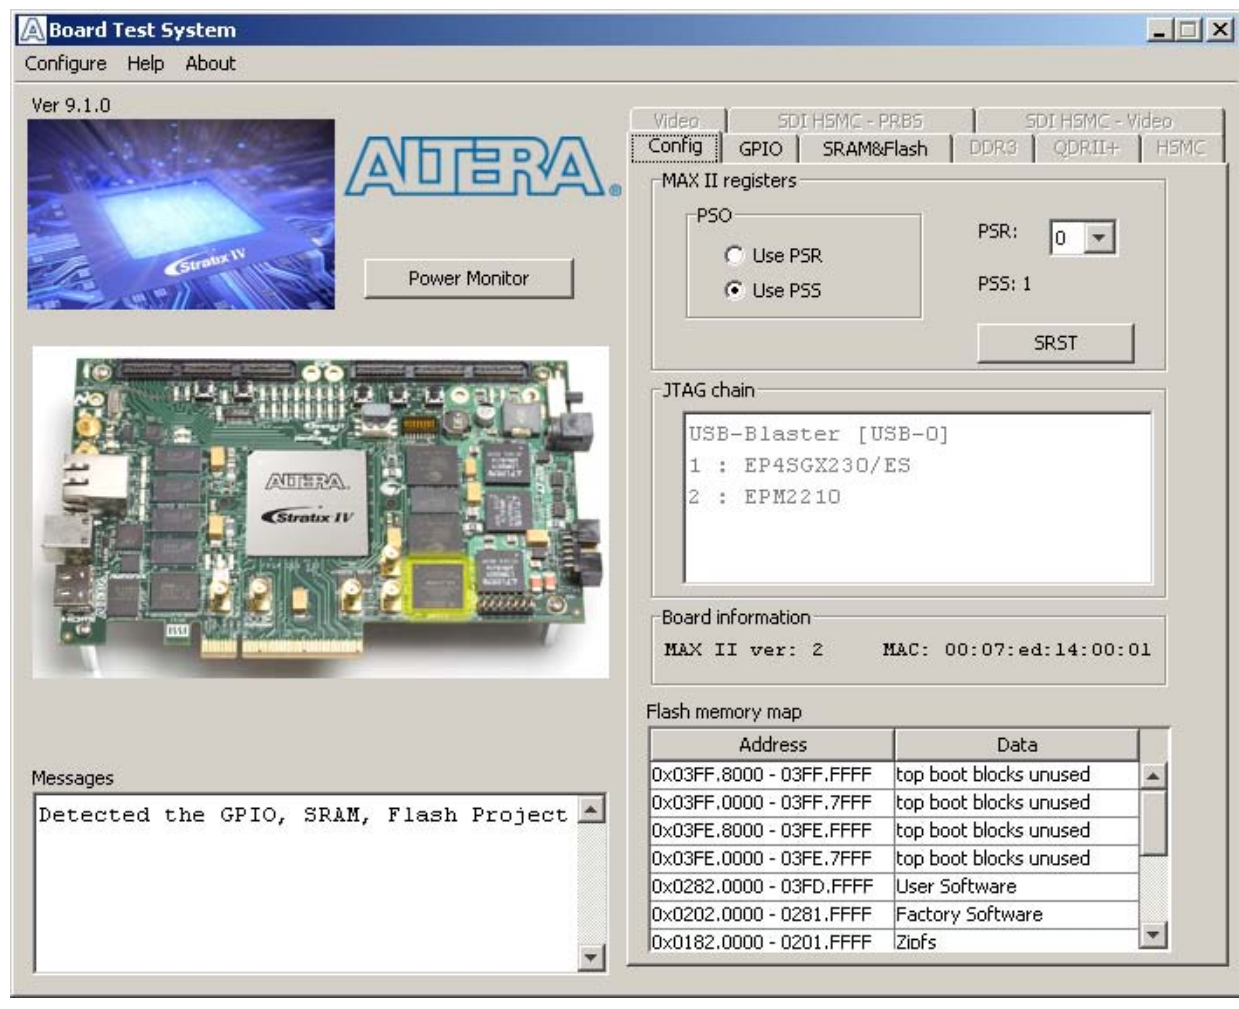 Board Test System
Configure Help About
Ver 9.1.0
Stratix IV
ALTERA®
Power Monitor
ALTERA
Stratix IV
Messages
Detected the GPIO, SRAM, Flash Project
Video SDI HSMC - PRBS SDI HSMC - Video
Config GPIO SRAM&Flash DDR3 QDRII+ HSMC
MAX II registers
PSO
Use PSR
Use PSS
PSR: 0
PSS: 1
SRST
JTAG chain
USB-Blaster [USB-0]
1 : EP4SGX230/ES
2 : EPM2210
Board information
MAX II ver: 2 MAC: 00:07:ed:14:00:01
Flash memory map
Address Data
0x03FF.8000 - 03FF.FFFF top boot blocks unused
0x03FF.0000 - 03FF.7FFF top boot blocks unused
0x03FE.8000 - 03FE.FFFF top boot blocks unused
0x03FE.0000 - 03FE.7FFF top boot blocks unused
0x0282.0000 - 03FD.FFFF User Software
0x0202.0000 - 0281.FFFF Factory Software
0x0182.0000 - 0201.FFFF Zipfs